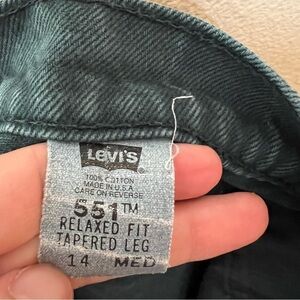 LEVI'S
100% COTTON
MADE IN U.S.A.
CARE ON REVERSE
551™
RELAXED FIT
TAPERED LEG
14 MED